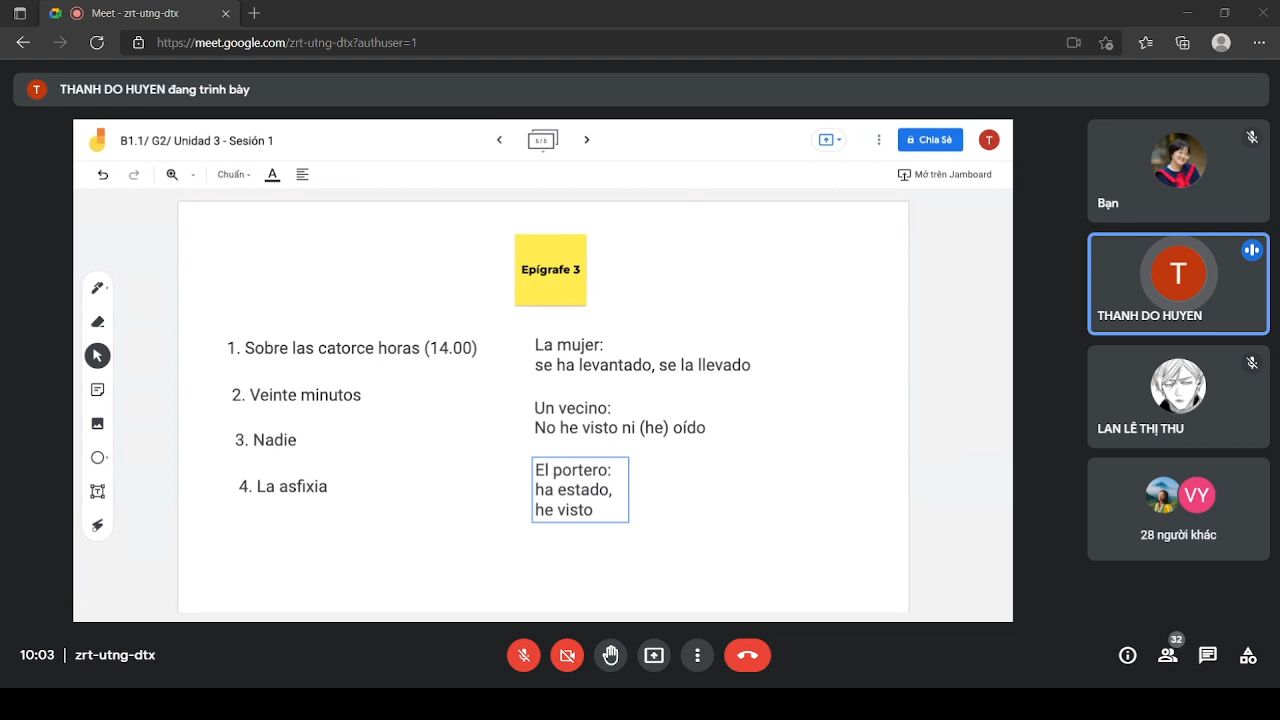 Meet - zrt-utng-dtx
https://meet.google.com/zrt-utng-dtx?authuser=1
T THANH DO HUYEN đang trình bày
B1.1/ G2/ Unidad 3 - Sesión 1
5 / 5
Chia Sẻ
T
Chuẩn
A
Mở trên Jamboard
Epígrafe 3
1. Sobre las catorce horas (14.00)
2. Veinte minutos
3. Nadie
4. La asfixia
La mujer:
se ha levantado, se la llevado
Un vecino:
No he visto ni (he) oído
El portero:
ha estado,
he visto
Bạn
T
THANH DO HUYEN
LAN LÊ THỊ THU
VY
28 người khác
10:03 | zrt-utng-dtx
32